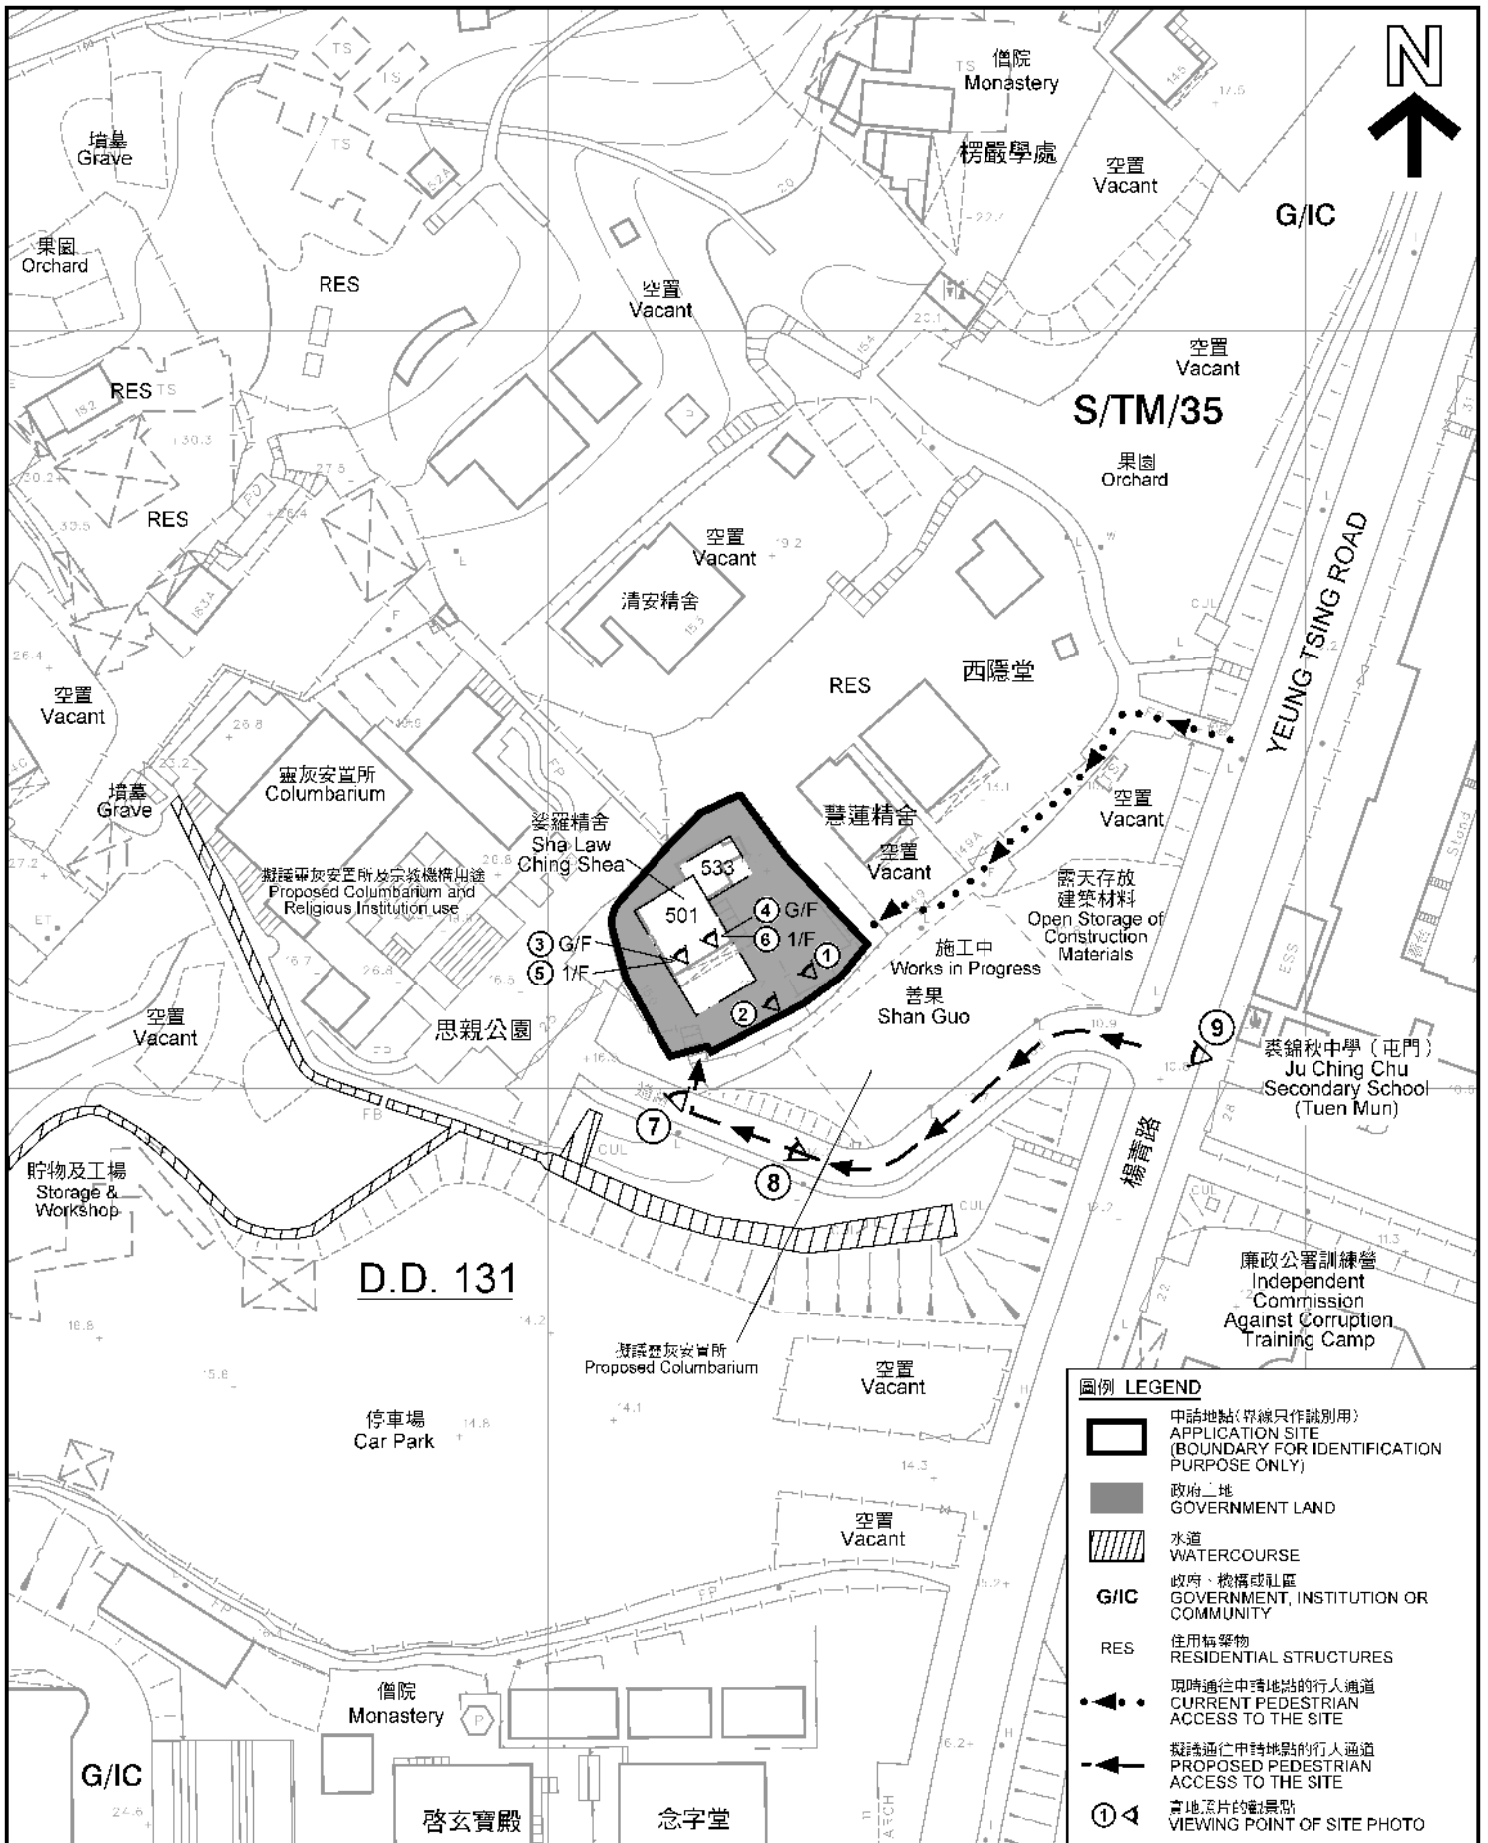 N
僧院
Monastery
楞嚴學處
墳墓
Grave
空置
Vacant
G/IC
果園
Orchard
RES
空置
Vacant
空置
Vacant
S/TM/35
RES
果園
Orchard
RES
空置
Vacant
清安精舍
YEUNG TSING ROAD
西隱堂
RES
空置
Vacant
靈灰安置所
Columbarium
墳墓
Grave
娑羅精舍
Sha Law
Ching Shea
慧蓮精舍
空置
Vacant
空置
Vacant
533
501
擬議靈灰安置所及宗教機構用途
Proposed Columbarium and
Religious Institution use
露天存放
建築材料
Open Storage of
Construction
Materials
④ G/F
⑥ 1/F
③ G/F
⑤ 1/F
①
②
施工中
Works in Progress
善果
Shan Guo
思親公園
空置
Vacant
⑨
裘錦秋中學（屯門）
Ju Ching Chu
Secondary School
(Tuen Mun)
⑦
⑧
楊青路
貯物及工場
Storage &
Workshop
D.D. 131
廉政公署訓練營
Independent
Commission
Against Corruption
Training Camp
擬議靈灰安置所
Proposed Columbarium
空置
Vacant
停車場
Car Park
空置
Vacant
僧院
Monastery
G/IC
啓玄寶殿
念字堂
圖例 LEGEND
申請地點(界線只作識別用)
APPLICATION SITE
(BOUNDARY FOR IDENTIFICATION
PURPOSE ONLY)
政府土地
GOVERNMENT LAND
水道
WATERCOURSE
G/IC
政府、機構或社區
GOVERNMENT, INSTITUTION OR
COMMUNITY
RES
住用構築物
RESIDENTIAL STRUCTURES
現時通往申請地點的行人通道
CURRENT PEDESTRIAN
ACCESS TO THE SITE
擬議通往申請地點的行人通道
PROPOSED PEDESTRIAN
ACCESS TO THE SITE
①
實地照片的觀景點
VIEWING POINT OF SITE PHOTO